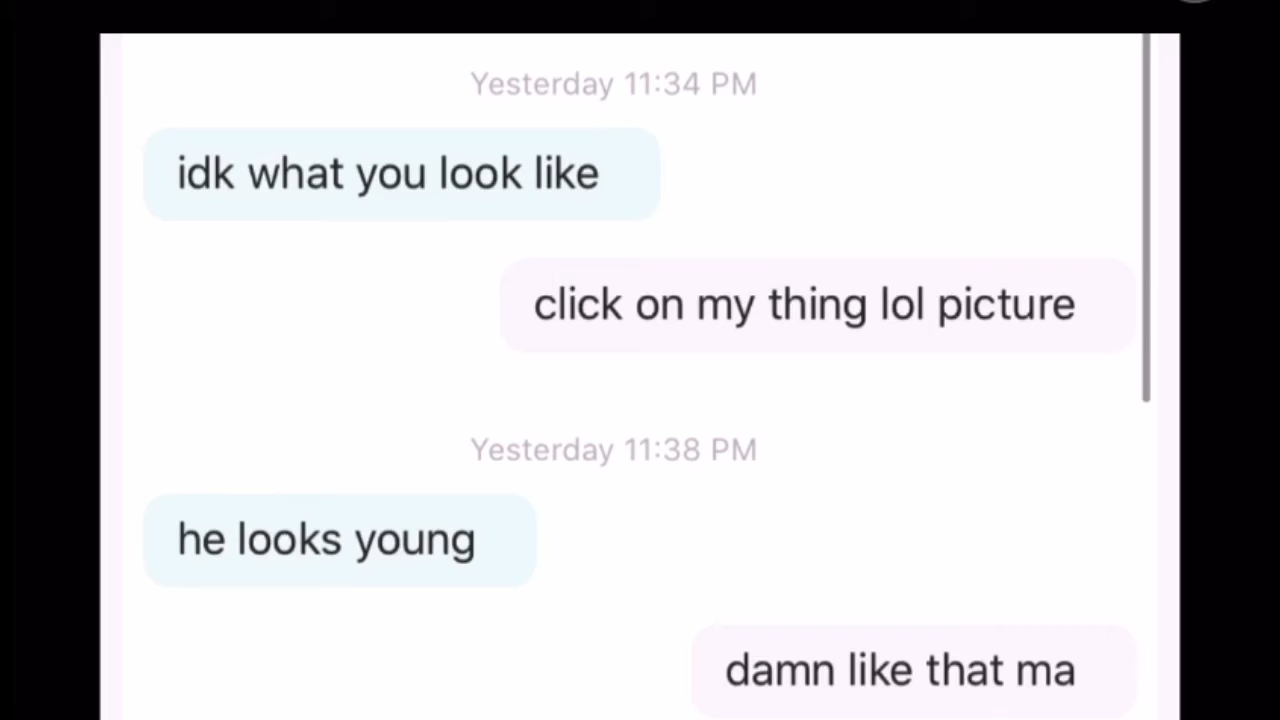 Yesterday 11:34 PM
idk what you look like
click on my thing lol picture
Yesterday 11:38 PM
he looks young
damn like that ma